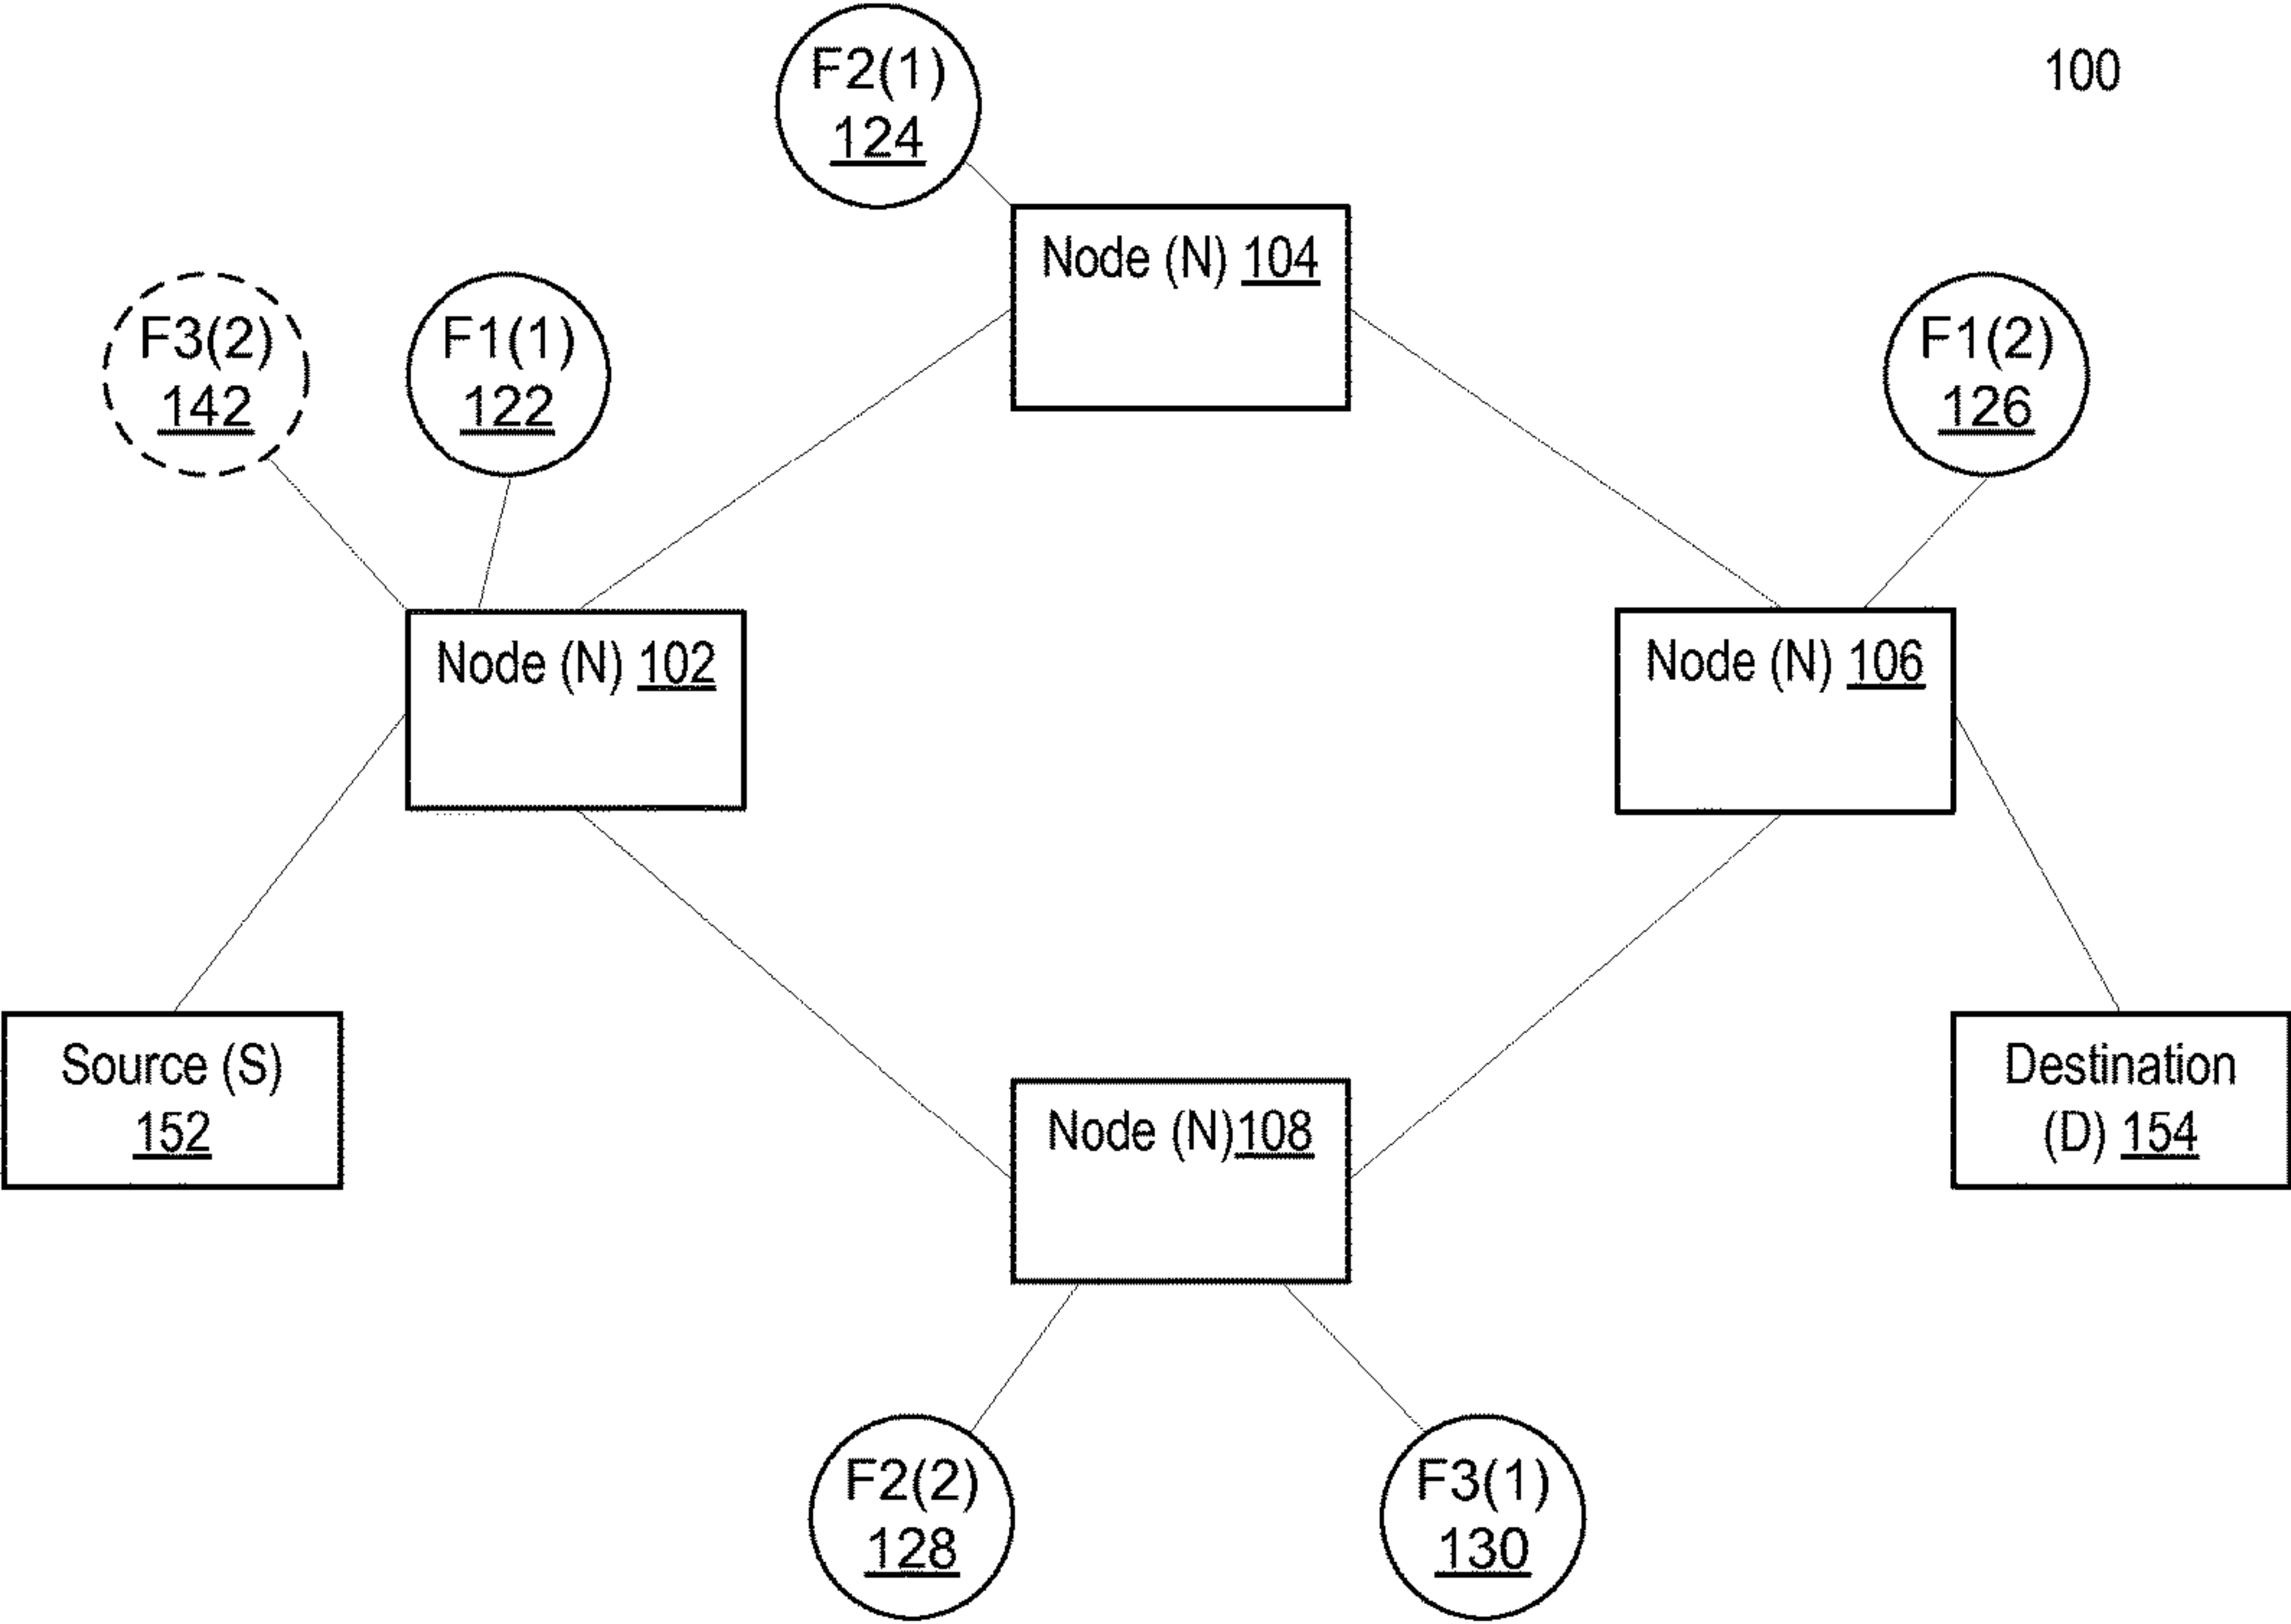 F2(1)
124
100
Node (N) 104
F3(2)
142
F1(1)
122
F1(2)
126
Node (N) 102
Node (N) 106
Source (S)
152
Node (N)108
Destination
(D) 154
F2(2)
128
F3(1)
130